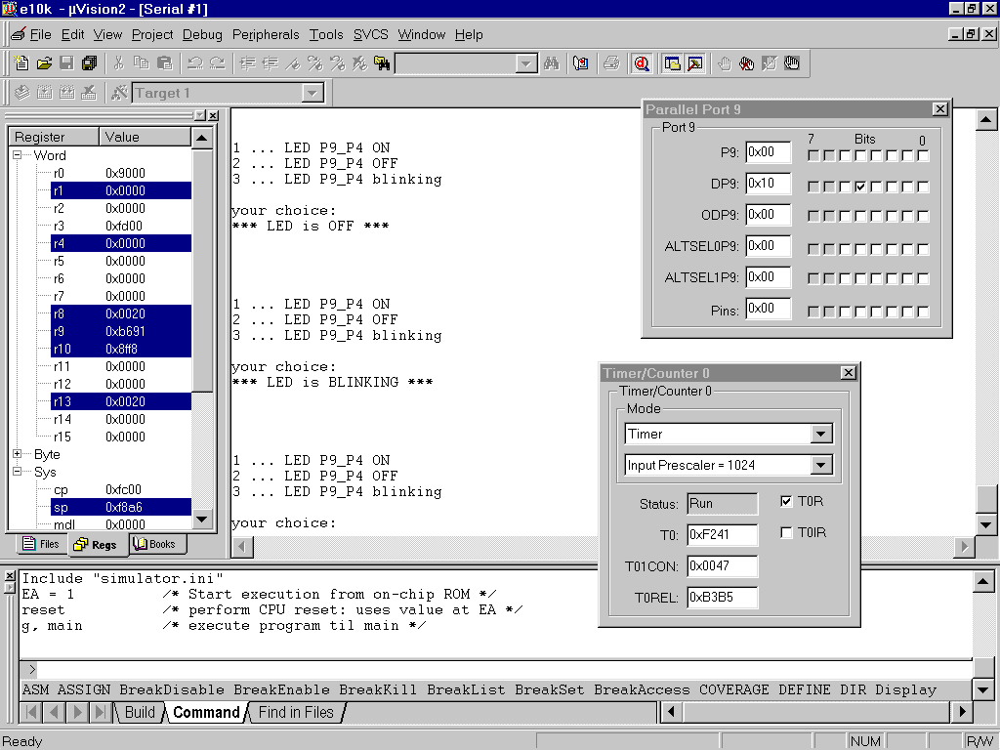 e10k - µVision2 - [Serial #1]
File Edit View Project Debug Peripherals Tools SVCS Window Help
Target 1
Register Value
Word
r0 0x9000
r1 0x0000
r2 0x0000
r3 0xfd00
r4 0x0000
r5 0x0000
r6 0x0000
r7 0x0000
r8 0x0020
r9 0xb691
r10 0x8ff8
r11 0x0000
r12 0x0000
r13 0x0020
r14 0x0000
r15 0x0000
Byte
Sys
cp 0xfc00
sp 0xf8a6
mdl 0x0000
Files Regs Books
1 ... LED P9_P4 ON
2 ... LED P9_P4 OFF
3 ... LED P9_P4 blinking
your choice:
*** LED is OFF ***
1 ... LED P9_P4 ON
2 ... LED P9_P4 OFF
3 ... LED P9_P4 blinking
your choice:
*** LED is BLINKING ***
1 ... LED P9_P4 ON
2 ... LED P9_P4 OFF
3 ... LED P9_P4 blinking
your choice:
Parallel Port 9
Port 9
7 Bits 0
P9: 0x00
DP9: 0x10
ODP9: 0x00
ALTSEL0P9: 0x00
ALTSEL1P9: 0x00
Pins: 0x00
Timer/Counter 0
Timer/Counter 0
Mode
Timer
Input Prescaler = 1024
Status: Run T0R
T0: 0xF241 T0IR
T01CON: 0x0047
T0REL: 0xB3B5
Include "simulator.ini"
EA = 1 /* Start execution from on-chip ROM */
reset /* perform CPU reset: uses value at EA */
g, main /* execute program til main */
>
ASM ASSIGN BreakDisable BreakEnable BreakKill BreakList BreakSet BreakAccess COVERAGE DEFINE DIR Display
Build Command Find in Files
Ready NUM R/W